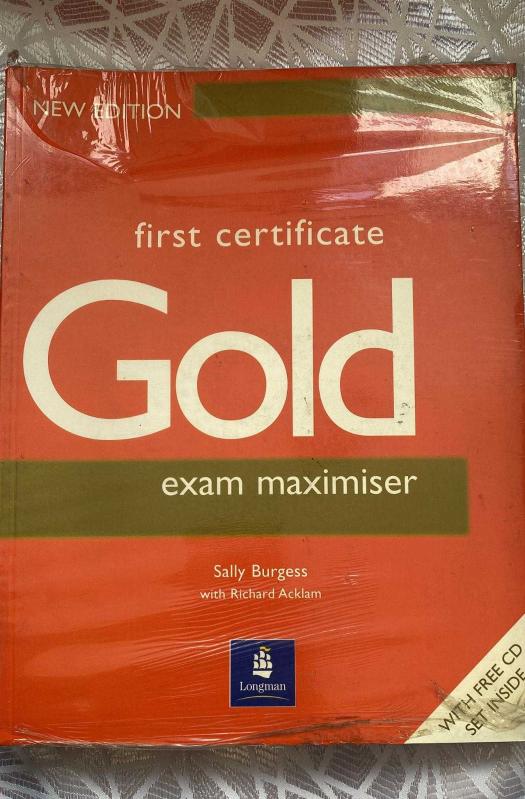 NEW EDITION
first certificate
Gold
exam maximiser
Sally Burgess
with Richard Acklam
Longman
WITH FREE CD
SET INSIDE